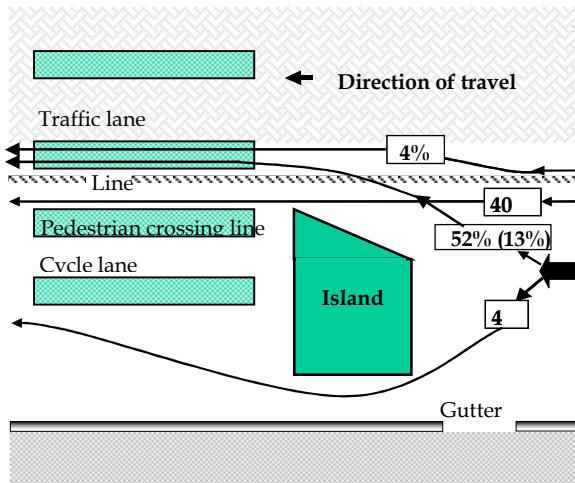 Direction of travel
Traffic lane
4%
Line
40
Pedestrian crossing line
52% (13%)
Cycle lane
Island
4
Gutter